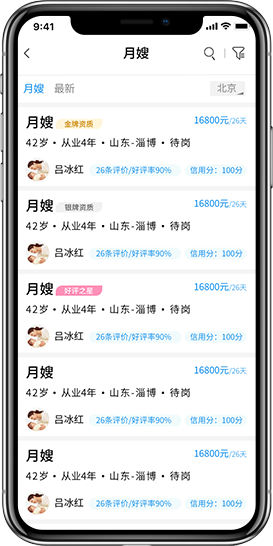 9:41
月嫂
月嫂 最新 北京
月嫂 金牌资质 16800元/26天
42岁 • 从业4年 • 山东-淄博 • 待岗
吕冰红 26条评价/好评率90% 信用分：100分
月嫂 银牌资质 16800元/26天
42岁 • 从业4年 • 山东-淄博 • 待岗
吕冰红 26条评价/好评率90% 信用分：100分
月嫂 好评之星 16800元/26天
42岁 • 从业4年 • 山东-淄博 • 待岗
吕冰红 26条评价/好评率90% 信用分：100分
月嫂 16800元/26天
42岁 • 从业4年 • 山东-淄博 • 待岗
吕冰红 26条评价/好评率90% 信用分：100分
月嫂 16800元/26天
42岁 • 从业4年 • 山东-淄博 • 待岗
吕冰红 26条评价/好评率90% 信用分：100分